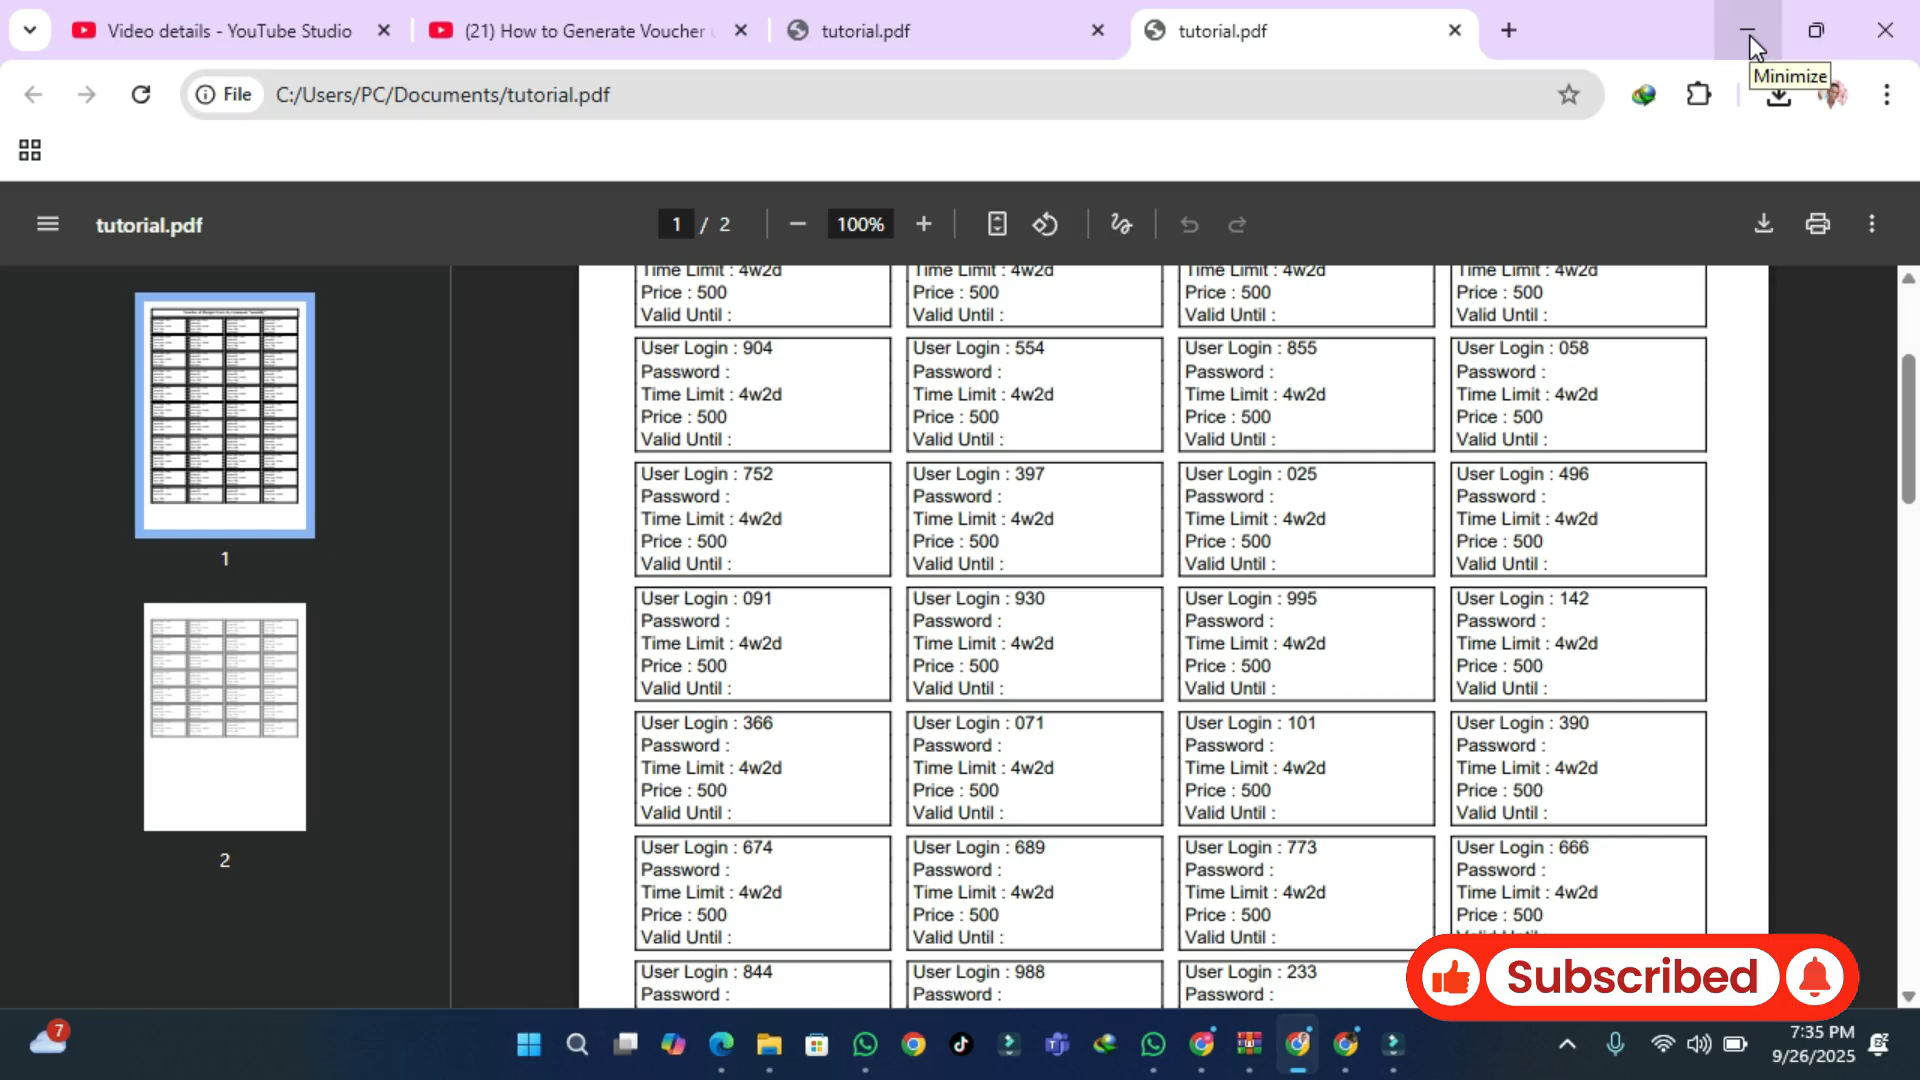 Video details - YouTube Studio
(21) How to Generate Voucher
tutorial.pdf
tutorial.pdf
Minimize
File
C:/Users/PC/Documents/tutorial.pdf
tutorial.pdf
1 / 2
100%
Time Limit : 4w2d Time Limit : 4w2d Time Limit : 4w2d Time Limit : 4w2d
Price : 500 Price : 500 Price : 500 Price : 500
Valid Until : Valid Until : Valid Until : Valid Until :
User Login : 904 User Login : 554 User Login : 855 User Login : 058
Password : Password : Password : Password :
Time Limit : 4w2d Time Limit : 4w2d Time Limit : 4w2d Time Limit : 4w2d
Price : 500 Price : 500 Price : 500 Price : 500
Valid Until : Valid Until : Valid Until : Valid Until :
User Login : 752 User Login : 397 User Login : 025 User Login : 496
Password : Password : Password : Password :
Time Limit : 4w2d Time Limit : 4w2d Time Limit : 4w2d Time Limit : 4w2d
Price : 500 Price : 500 Price : 500 Price : 500
Valid Until : Valid Until : Valid Until : Valid Until :
User Login : 091 User Login : 930 User Login : 995 User Login : 142
Password : Password : Password : Password :
Time Limit : 4w2d Time Limit : 4w2d Time Limit : 4w2d Time Limit : 4w2d
Price : 500 Price : 500 Price : 500 Price : 500
Valid Until : Valid Until : Valid Until : Valid Until :
User Login : 366 User Login : 071 User Login : 101 User Login : 390
Password : Password : Password : Password :
Time Limit : 4w2d Time Limit : 4w2d Time Limit : 4w2d Time Limit : 4w2d
Price : 500 Price : 500 Price : 500 Price : 500
Valid Until : Valid Until : Valid Until : Valid Until :
User Login : 674 User Login : 689 User Login : 773 User Login : 666
Password : Password : Password : Password :
Time Limit : 4w2d Time Limit : 4w2d Time Limit : 4w2d Time Limit : 4w2d
Price : 500 Price : 500 Price : 500 Price : 500
Valid Until : Valid Until : Valid Until :
User Login : 844 User Login : 988 User Login : 233
Password : Password : Password :
1
2
Subscribed
7
7:35 PM
9/26/2025